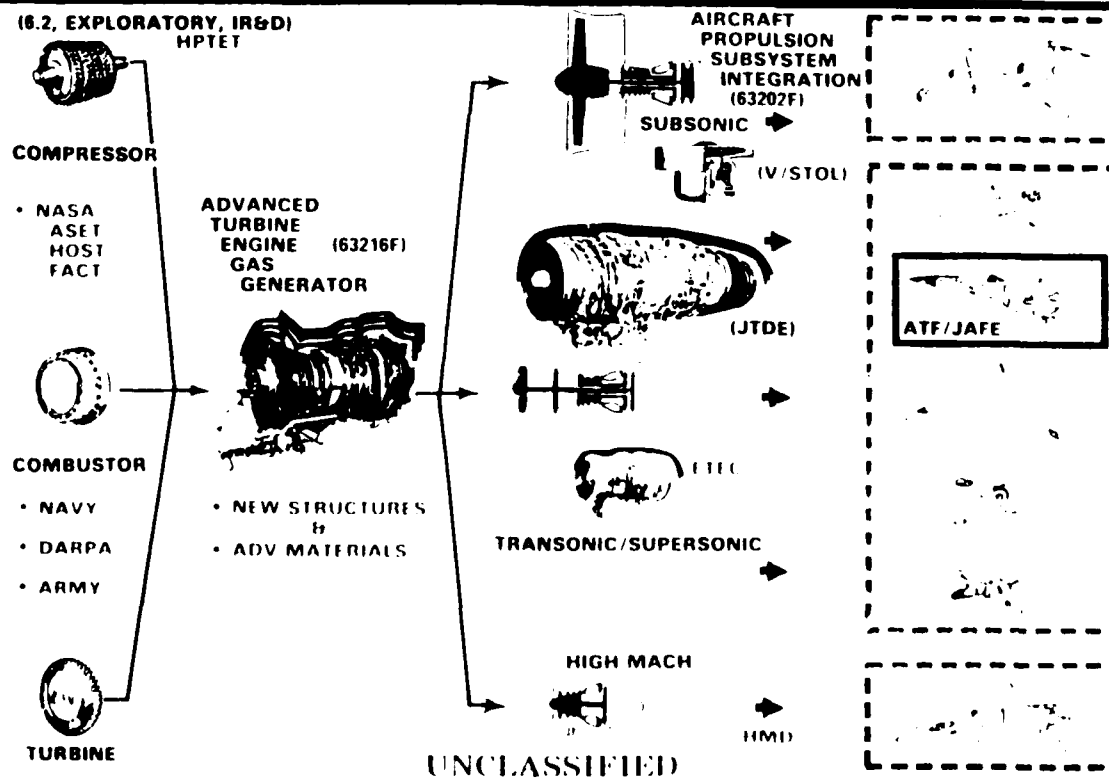 (6.2, EXPLORATORY, IR&D)
HPTET
COMPRESSOR
• NASA
ASET
HOST
FACT
COMBUSTOR
• NAVY
• DARPA
• ARMY
TURBINE
ADVANCED
TURBINE
ENGINE (63216F)
GAS
GENERATOR
• NEW STRUCTURES
&
• ADV MATERIALS
AIRCRAFT
PROPULSION
SUBSYSTEM
INTEGRATION
(63202F)
SUBSONIC
(V/STOL)
(JTDE)
ETEC
TRANSONIC/SUPERSONIC
HIGH MACH
HMD
ATF/JAFE
UNCLASSIFIED